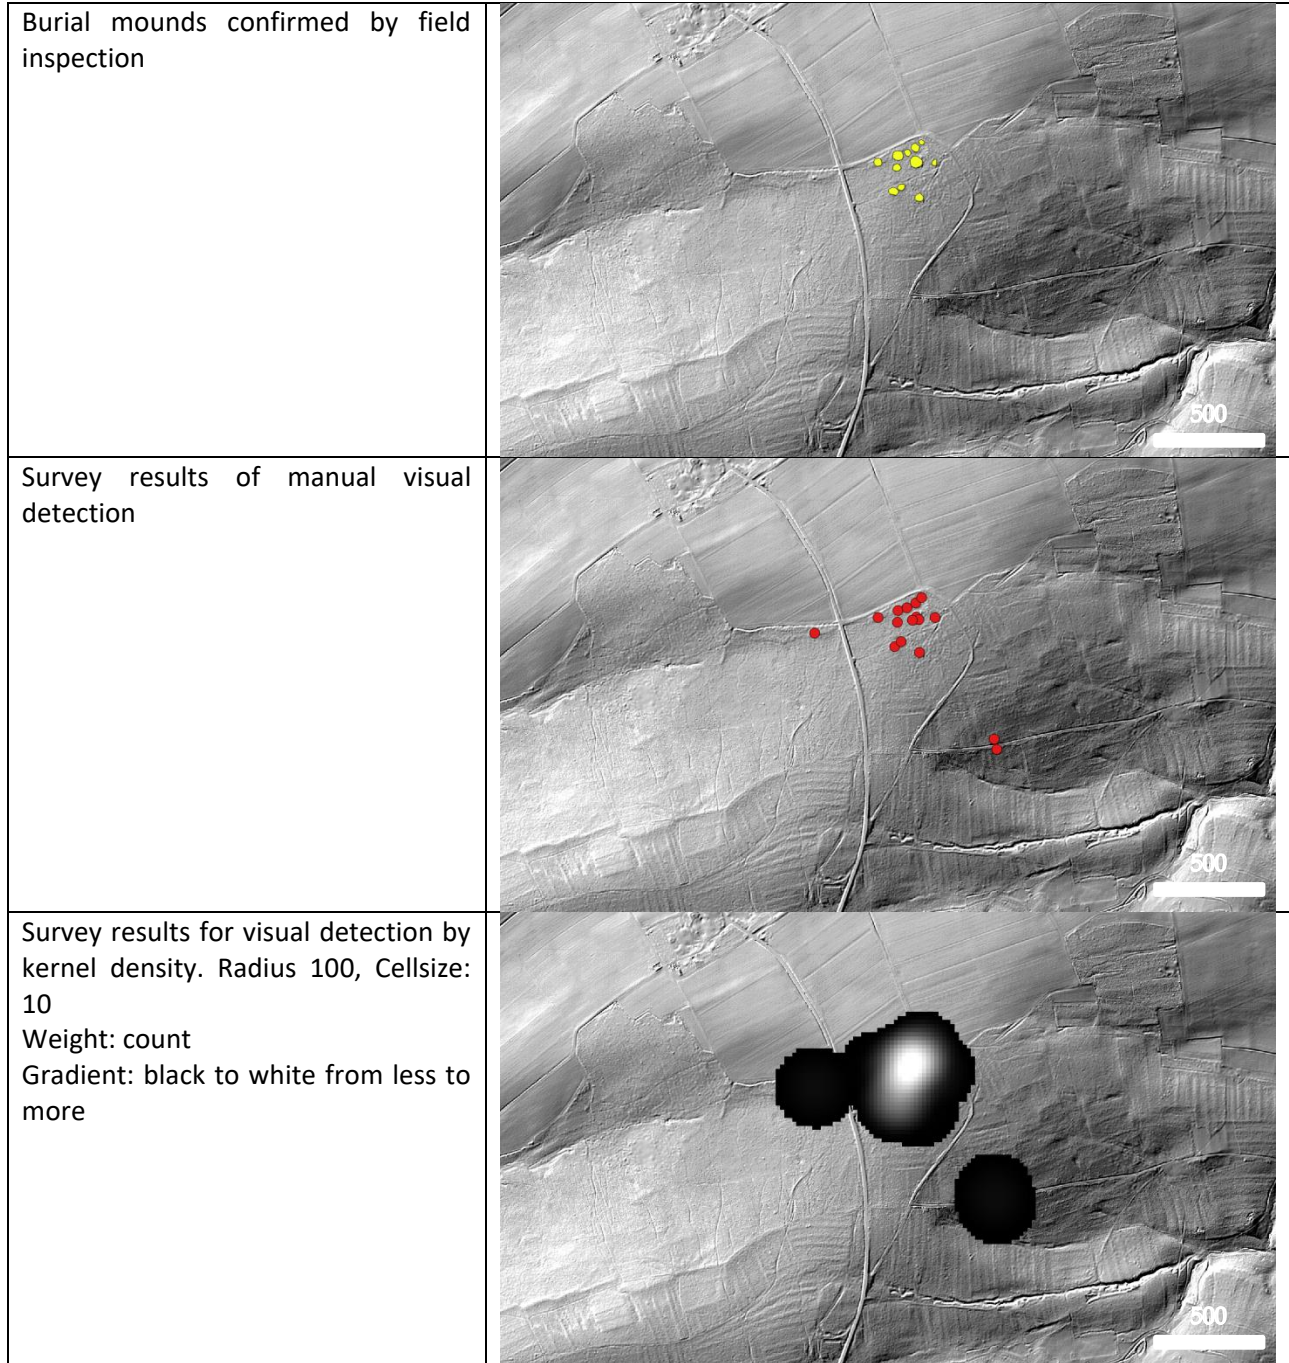 Burial mounds confirmed by field
inspection
500
Survey results of manual visual
detection
500
Survey results for visual detection by
kernel density. Radius 100, Cellsize:
10
Weight: count
Gradient: black to white from less to
more
500